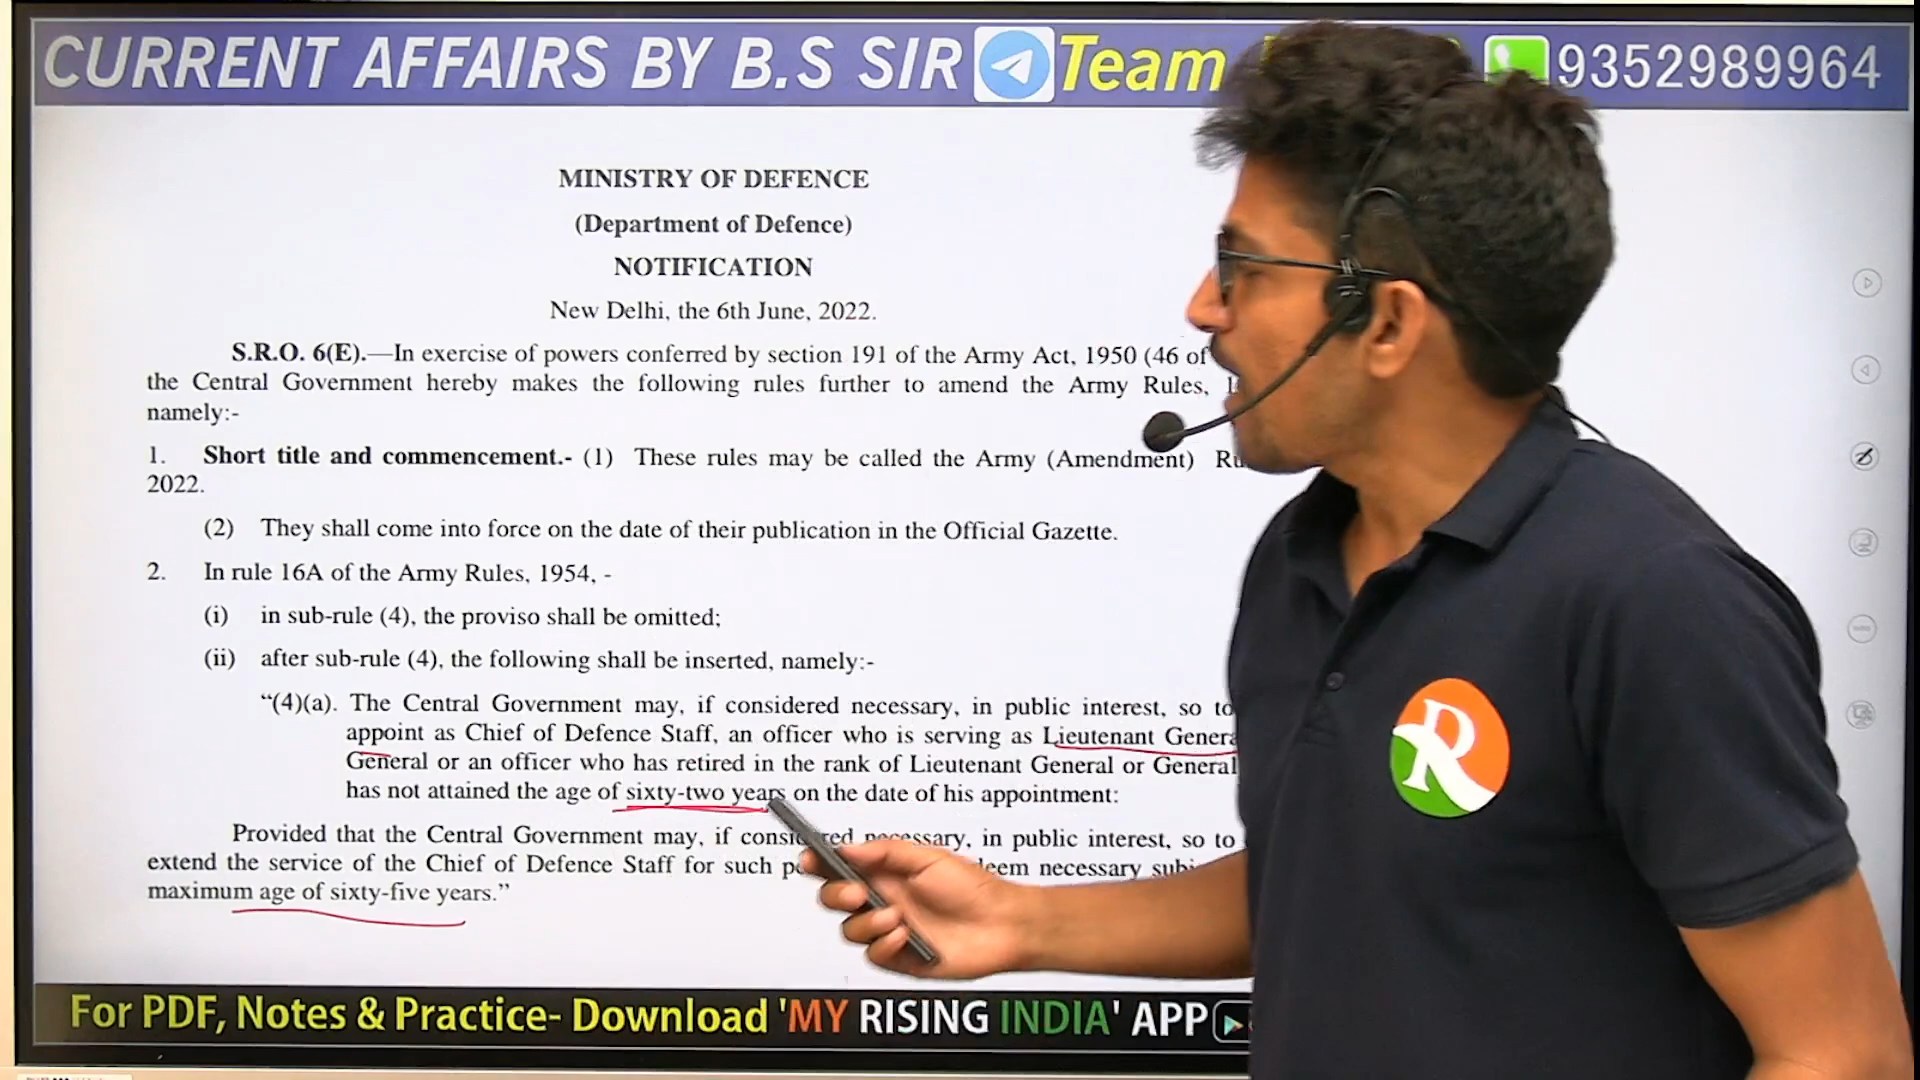 CURRENT AFFAIRS BY B.S SIR Team 9352989964
MINISTRY OF DEFENCE
(Department of Defence)
NOTIFICATION
New Delhi, the 6th June, 2022.
S.R.O. 6(E).—In exercise of powers conferred by section 191 of the Army Act, 1950 (46 of
the Central Government hereby makes the following rules further to amend the Army Rules,
namely:-
1. Short title and commencement.- (1) These rules may be called the Army (Amendment)
2022.
(2) They shall come into force on the date of their publication in the Official Gazette.
2. In rule 16A of the Army Rules, 1954, -
(i) in sub-rule (4), the proviso shall be omitted;
(ii) after sub-rule (4), the following shall be inserted, namely:-
“(4)(a). The Central Government may, if considered necessary, in public interest, so to
appoint as Chief of Defence Staff, an officer who is serving as Lieutenant
General or an officer who has retired in the rank of Lieutenant General or General
has not attained the age of sixty-two years on the date of his appointment:
Provided that the Central Government may, if considered necessary, in public interest, so to
extend the service of the Chief of Defence Staff for such deem necessary
maximum age of sixty-five years.”
For PDF, Notes & Practice- Download 'MY RISING INDIA' APP
R